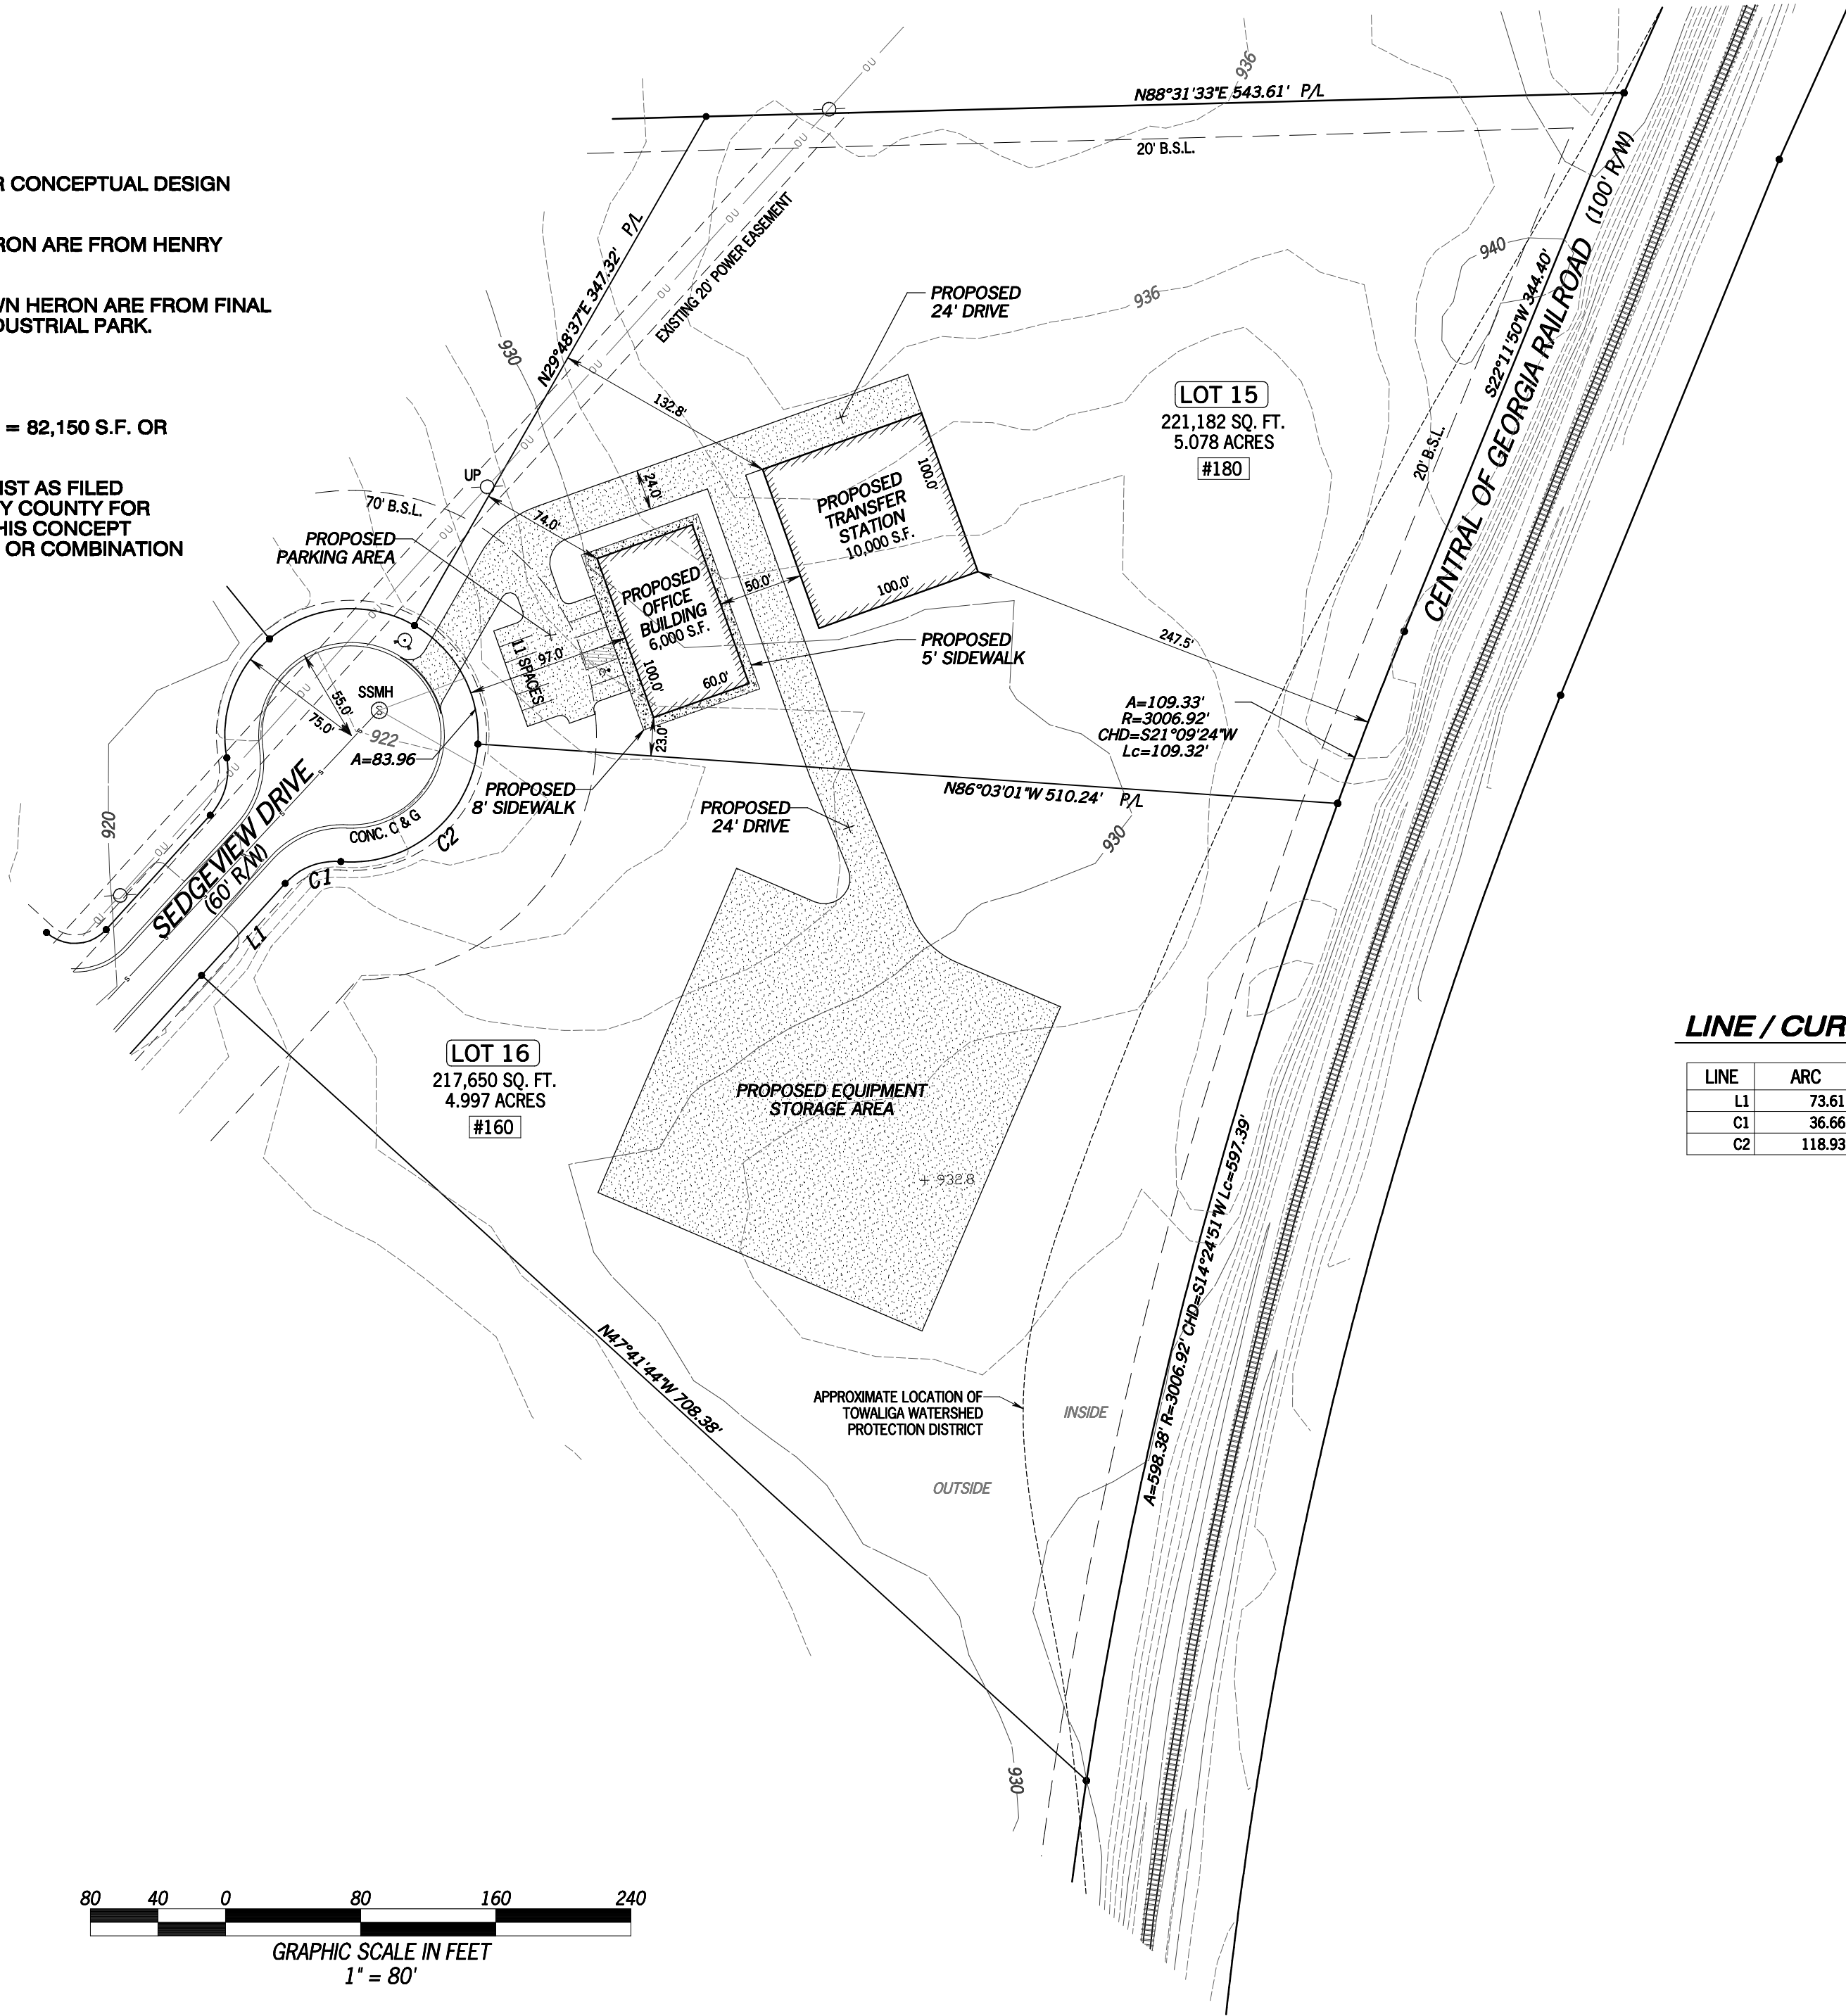 R CONCEPTUAL DESIGN
RON ARE FROM HENRY
WN HERON ARE FROM FINAL
DUSTRIAL PARK.
= 82,150 S.F. OR
IST AS FILED
Y COUNTY FOR
HIS CONCEPT
OR COMBINATION
N88°31'33"E 543.61' P/L
20' B.S.L.
936
OU
OU
OU
OU
OU
OU
OU
OU
OU
OU
OU
N29°48'37"E 347.32' P/L
EXISTING 20' POWER EASEMENT
930
936
940
PROPOSED
24' DRIVE
132.8'
LOT 15
221,182 SQ. FT.
5.078 ACRES
#180
S22°11'50"W 344.40'
CENTRAL OF GEORGIA RAILROAD (100' R/W)
20' B.S.L.
UP
70' B.S.L.
24.0'
74.0'
PROPOSED
PARKING AREA
PROPOSED
TRANSFER
STATION
10,000 S.F.
100.0'
100.0'
PROPOSED
OFFICE
BUILDING
6,000 S.F.
100.0'
60.0'
50.0'
97.0'
11 SPACES
PROPOSED
5' SIDEWALK
247.5'
A=109.33'
R=3006.92'
CHD=S21°09'24"W
Lc=109.32'
SSMH
S
55.0'
75.0'
922
A=83.96
23.0'
PROPOSED
8' SIDEWALK
N86°03'01"W 510.24' P/L
PROPOSED
24' DRIVE
930
920
SEDGEVIEW DRIVE
(60' R/W)
CONC. C & G
C2
C1
L1
LOT 16
217,650 SQ. FT.
4.997 ACRES
#160
PROPOSED EQUIPMENT
STORAGE AREA
+ 932.8
A=598.38' R=3006.92' CHD=S14°24'51"W Lc=597.39'
N47°41'44"W 708.38'
APPROXIMATE LOCATION OF
TOWALIGA WATERSHED
PROTECTION DISTRICT
INSIDE
OUTSIDE
930
LINE / CUR
LINE ARC
L1 73.61
C1 36.66
C2 118.93
80 40 0 80 160 240
GRAPHIC SCALE IN FEET
1" = 80'